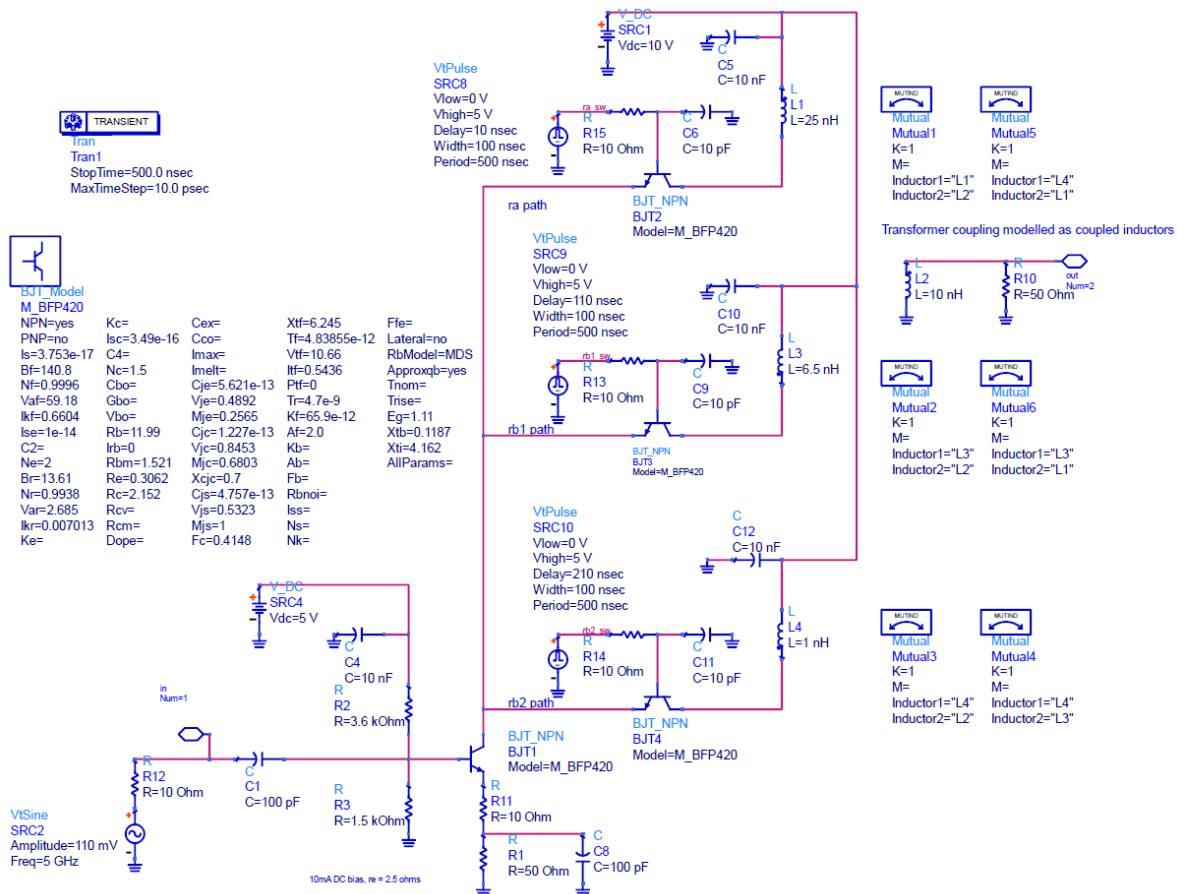 V_DC
SRC1
Vdc=10 V
C
C5
C=10 nF
VtPulse
SRC8
Vlow=0 V
Vhigh=5 V
Delay=10 nsec
Width=100 nsec
Period=500 nsec
ra_sw
R
R15
R=10 Ohm
C
C6
C=10 pF
L
L1
L=25 nH
BJT_NPN
BJT2
Model=M_BFP420
ra path
TRANSIENT
Tran
Tran1
StopTime=500.0 nsec
MaxTimeStep=10.0 psec
MUTIND
Mutual
Mutual1
K=1
M=
Inductor1="L1"
Inductor2="L2"
MUTIND
Mutual
Mutual5
K=1
M=
Inductor1="L4"
Inductor2="L1"
Transformer coupling modelled as coupled inductors
L
L2
L=10 nH
R
R10
R=50 Ohm
out
Num=2
VtPulse
SRC9
Vlow=0 V
Vhigh=5 V
Delay=110 nsec
Width=100 nsec
Period=500 nsec
C
C10
C=10 nF
rb1_sw
R
R13
R=10 Ohm
C
C9
C=10 pF
L
L3
L=6.5 nH
rb1 path
BJT_NPN
BJT3
Model=M_BFP420
MUTIND
Mutual
Mutual2
K=1
M=
Inductor1="L3"
Inductor2="L2"
MUTIND
Mutual
Mutual6
K=1
M=
Inductor1="L3"
Inductor2="L1"
BJT_Model
M_BFP420
NPN=yes Kc= Cex= Xtf=6.245 Ffe=
PNP=no Isc=3.49e-16 Cco= Tf=4.83855e-12 Lateral=no
Is=3.753e-17 C4= Imax= Vtf=10.66 RbModel=MDS
Bf=140.8 Nc=1.5 Imelt= Itf=0.5436 Approxqb=yes
Nf=0.9996 Cbo= Cje=5.621e-13 Ptf=0 Tnom=
Vaf=59.18 Gbo= Vje=0.4892 Tr=4.7e-9 Trise=
Ikf=0.6604 Vbo= Mje=0.2565 Kf=65.9e-12 Eg=1.11
Ise=1e-14 Rb=11.99 Cjc=1.227e-13 Af=2.0 Xtb=0.1187
C2= Irb=0 Vjc=0.8453 Kb= Xti=4.162
Ne=2 Rbm=1.521 Mjc=0.6803 Ab= AllParams=
Br=13.61 Re=0.3062 Xcjc=0.7 Fb=
Nr=0.9938 Rc=2.152 Cjs=4.757e-13 Rbnoi=
Var=2.685 Rcv= Vjs=0.5323 Iss=
Ikr=0.007013 Rcm= Mjs=1 Ns=
Ke= Dope= Fc=0.4148 Nk=
VtPulse
SRC10
Vlow=0 V
Vhigh=5 V
Delay=210 nsec
Width=100 nsec
Period=500 nsec
C
C12
C=10 nF
rb2_sw
R
R14
R=10 Ohm
C
C11
C=10 pF
L
L4
L=1 nH
rb2 path
BJT_NPN
BJT4
Model=M_BFP420
MUTIND
Mutual
Mutual3
K=1
M=
Inductor1="L4"
Inductor2="L2"
MUTIND
Mutual
Mutual4
K=1
M=
Inductor1="L4"
Inductor2="L3"
V_DC
SRC4
Vdc=5 V
C
C4
C=10 nF
R
R2
R=3.6 kOhm
in
Num=1
R
R12
R=10 Ohm
C
C1
C=100 pF
R
R3
R=1.5 kOhm
BJT_NPN
BJT1
Model=M_BFP420
R
R11
R=10 Ohm
VtSine
SRC2
Amplitude=110 mV
Freq=5 GHz
R
R1
R=50 Ohm
C
C8
C=100 pF
10mA DC bias, re = 2.5 ohms